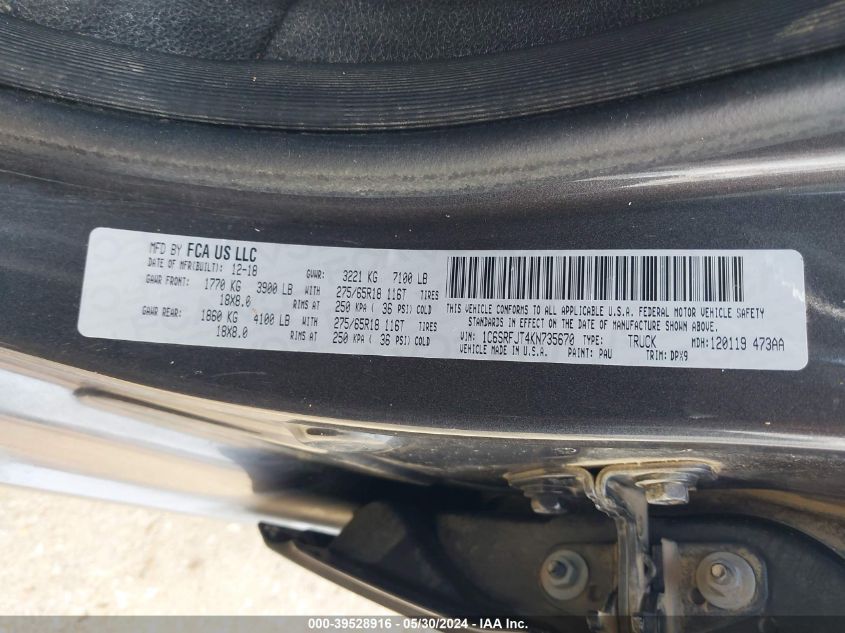 MFD BY FCA US LLC
DATE OF MFR(BUILT): 12-18 GVWR: 3221 KG 7100 LB
GAWR FRONT: 1770 KG 3900 LB WITH 275/65R18 116T TIRES
18X8.0 RIMS AT 250 KPA ( 36 PSI) COLD
GAWR REAR: 1860 KG 4100 LB WITH 275/65R18 116T TIRES
18X8.0 RIMS AT 250 KPA ( 36 PSI) COLD
THIS VEHICLE CONFORMS TO ALL APPLICABLE U.S.A. FEDERAL MOTOR VEHICLE SAFETY
STANDARDS IN EFFECT ON THE DATE OF MANUFACTURE SHOWN ABOVE.
VIN: 1C6SRFJT4KN735670 TYPE: TRUCK MDH: 120119 473AA
VEHICLE MADE IN U.S.A. PAINT: PAU TRIM: DPX9
000-39528916 - 05/30/2024 - IAA Inc.